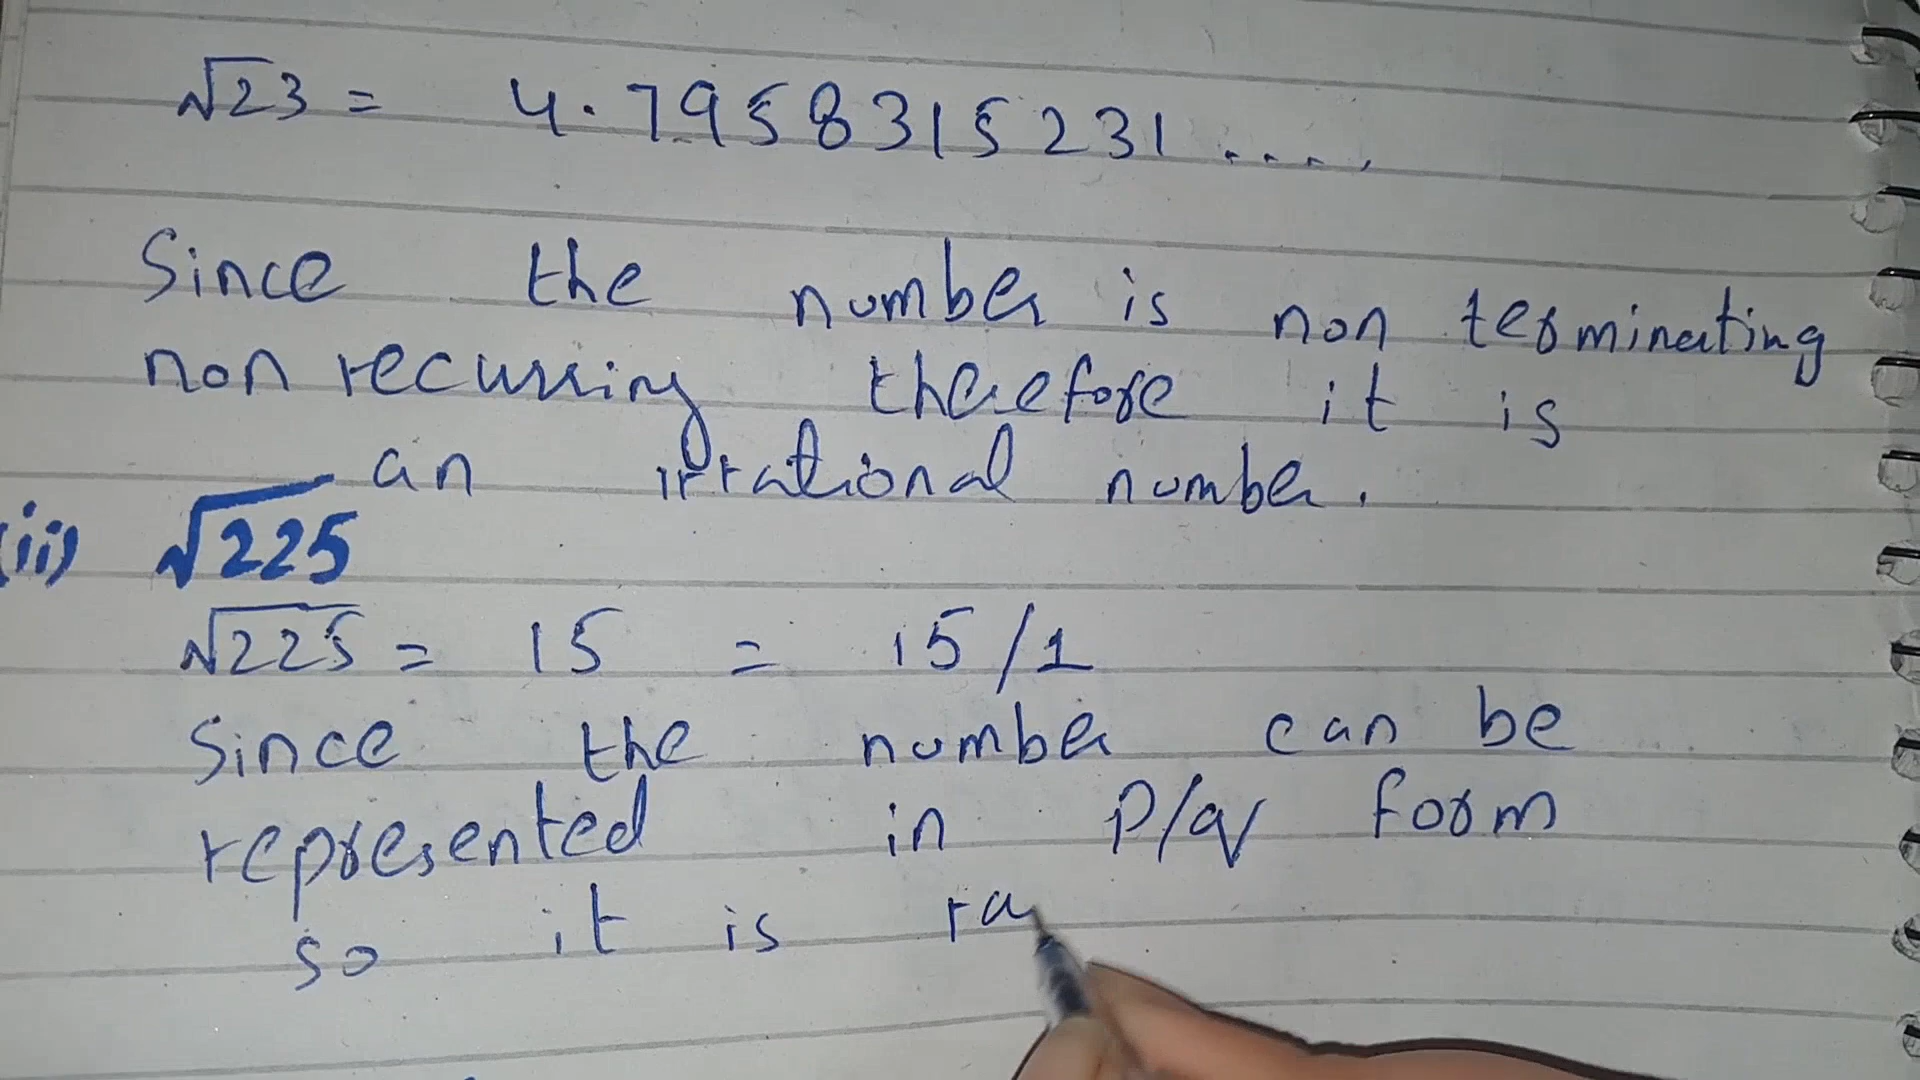 √23 = 4.7958315231....
Since the number is non terminating
non recurring therefore it is
an irrational number.
(ii) √225
√225 = 15 = 15/1
Since the number can be
represented in P/q form
so it is ra